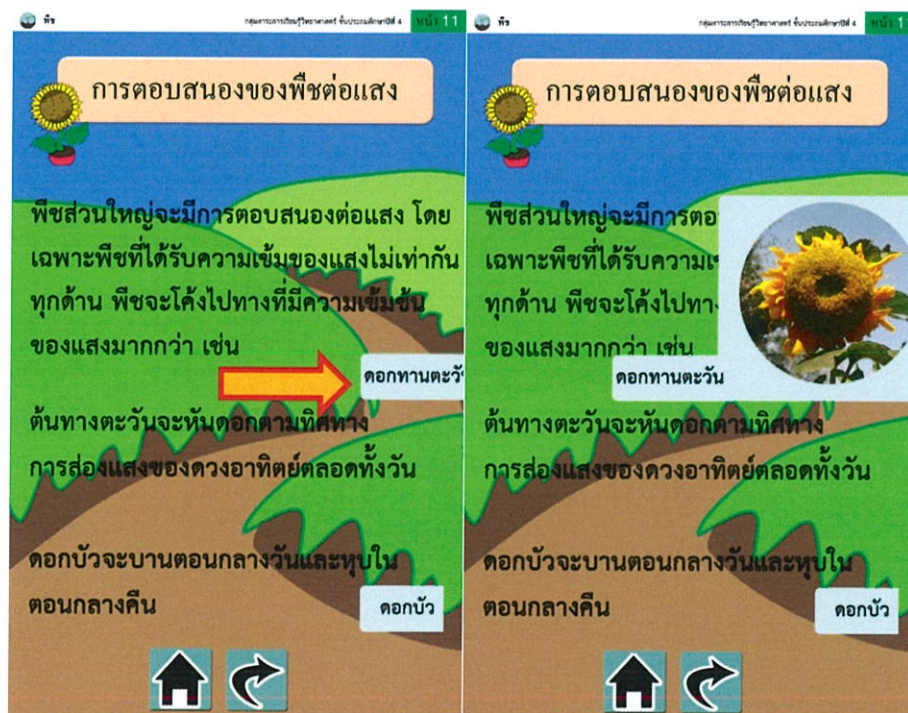 พืช
กลุ่มสาระการเรียนรู้วิทยาศาสตร์ ชั้นประถมศึกษาปีที่ 4
หน้า 11
การตอบสนองของพืชต่อแสง
พืชส่วนใหญ่จะมีการตอบสนองต่อแสง โดย
เฉพาะพืชที่ได้รับความเข้มของแสงไม่เท่ากัน
ทุกด้าน พืชจะโค้งไปทางที่มีความเข้มข้น
ของแสงมากกว่า เช่น
ดอกทานตะวั
ต้นทางตะวันจะหันดอกตามทิศทาง
การส่องแสงของดวงอาทิตย์ตลอดทั้งวัน
ดอกบัวจะบานตอนกลางวันและหุบใน
ตอนกลางคืน
ดอกบัว
พืช
กลุ่มสาระการเรียนรู้วิทยาศาสตร์ ชั้นประถมศึกษาปีที่ 4
หน้า 1
การตอบสนองของพืชต่อแสง
พืชส่วนใหญ่จะมีการตอ
เฉพาะพืชที่ได้รับความเ
ทุกด้าน พืชจะโค้งไปทาง
ของแสงมากกว่า เช่น
ดอกทานตะวัน
ต้นทางตะวันจะหันดอกตามทิศทาง
การส่องแสงของดวงอาทิตย์ตลอดทั้งวัน
ดอกบัวจะบานตอนกลางวันและหุบใน
ตอนกลางคืน
ดอกบัว